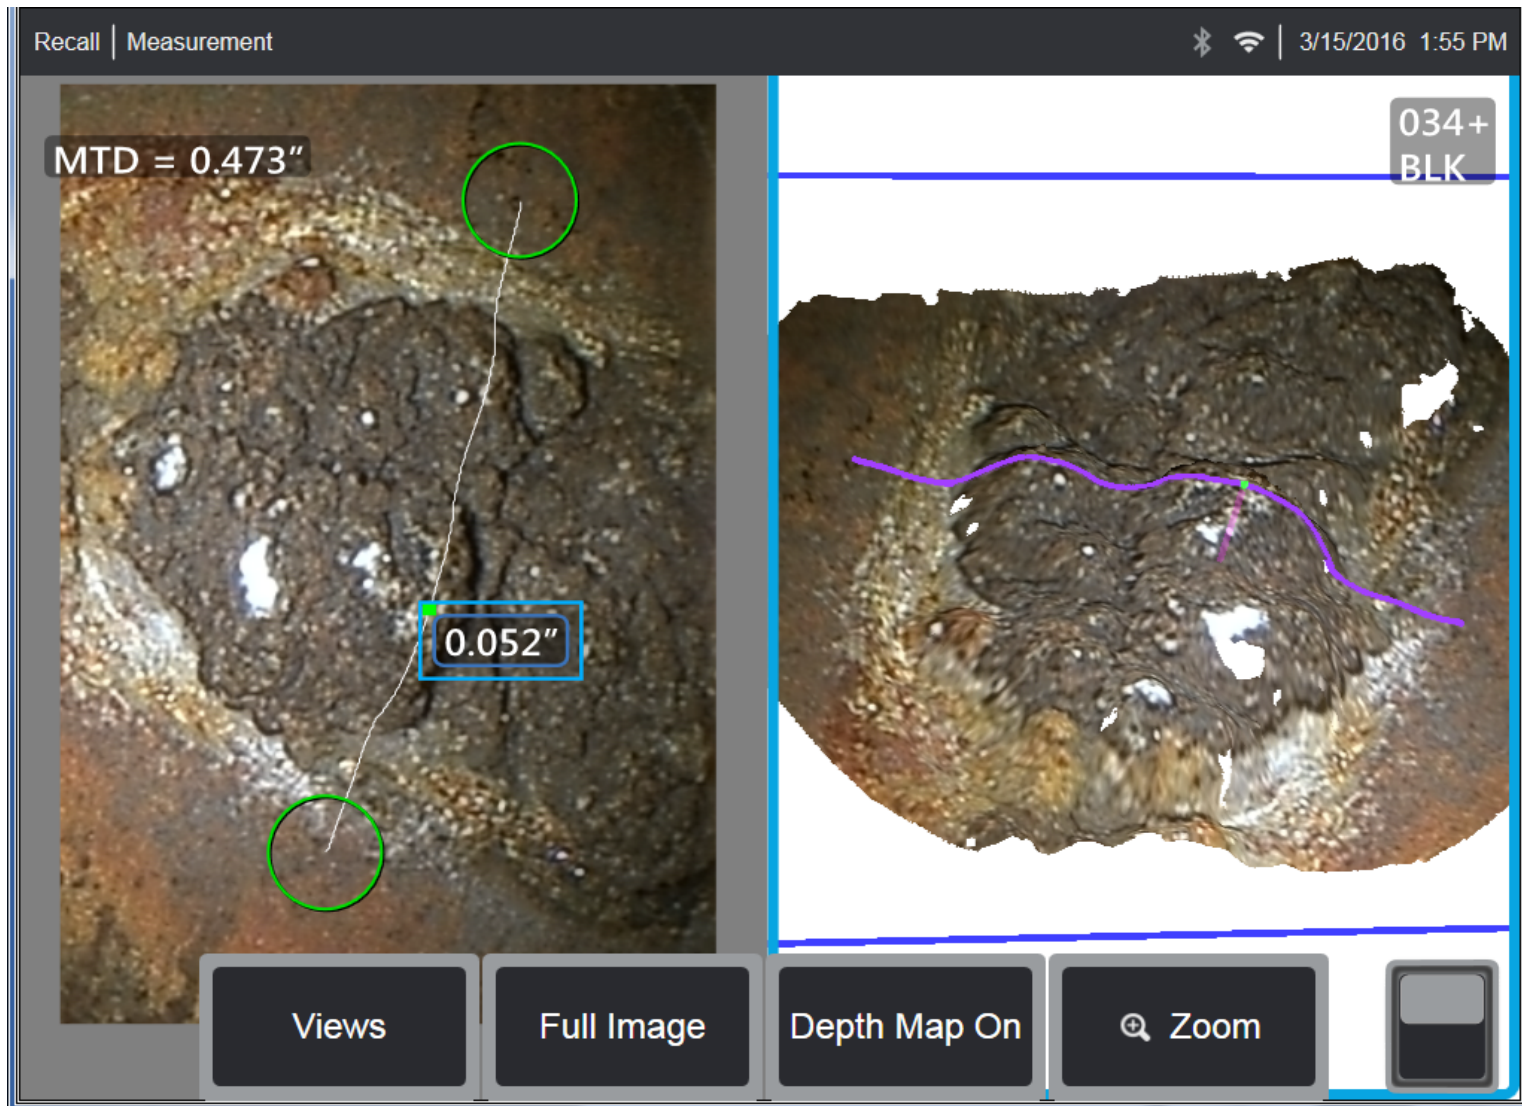 Recall | Measurement
3/15/2016 1:55 PM
MTD = 0.473"
034+
BLK
0.052"
Views
Full Image
Depth Map On
Zoom